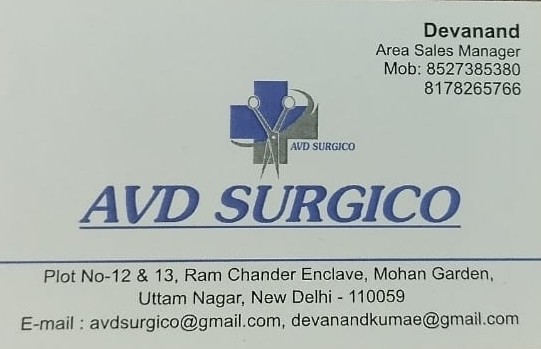 Devanand
Area Sales Manager
Mob: 8527385380
8178265766
AVD SURGICO
AVD SURGICO
Plot No-12 & 13, Ram Chander Enclave, Mohan Garden,
Uttam Nagar, New Delhi - 110059
E-mail : avdsurgico@gmail.com, devanandkumae@gmail.com